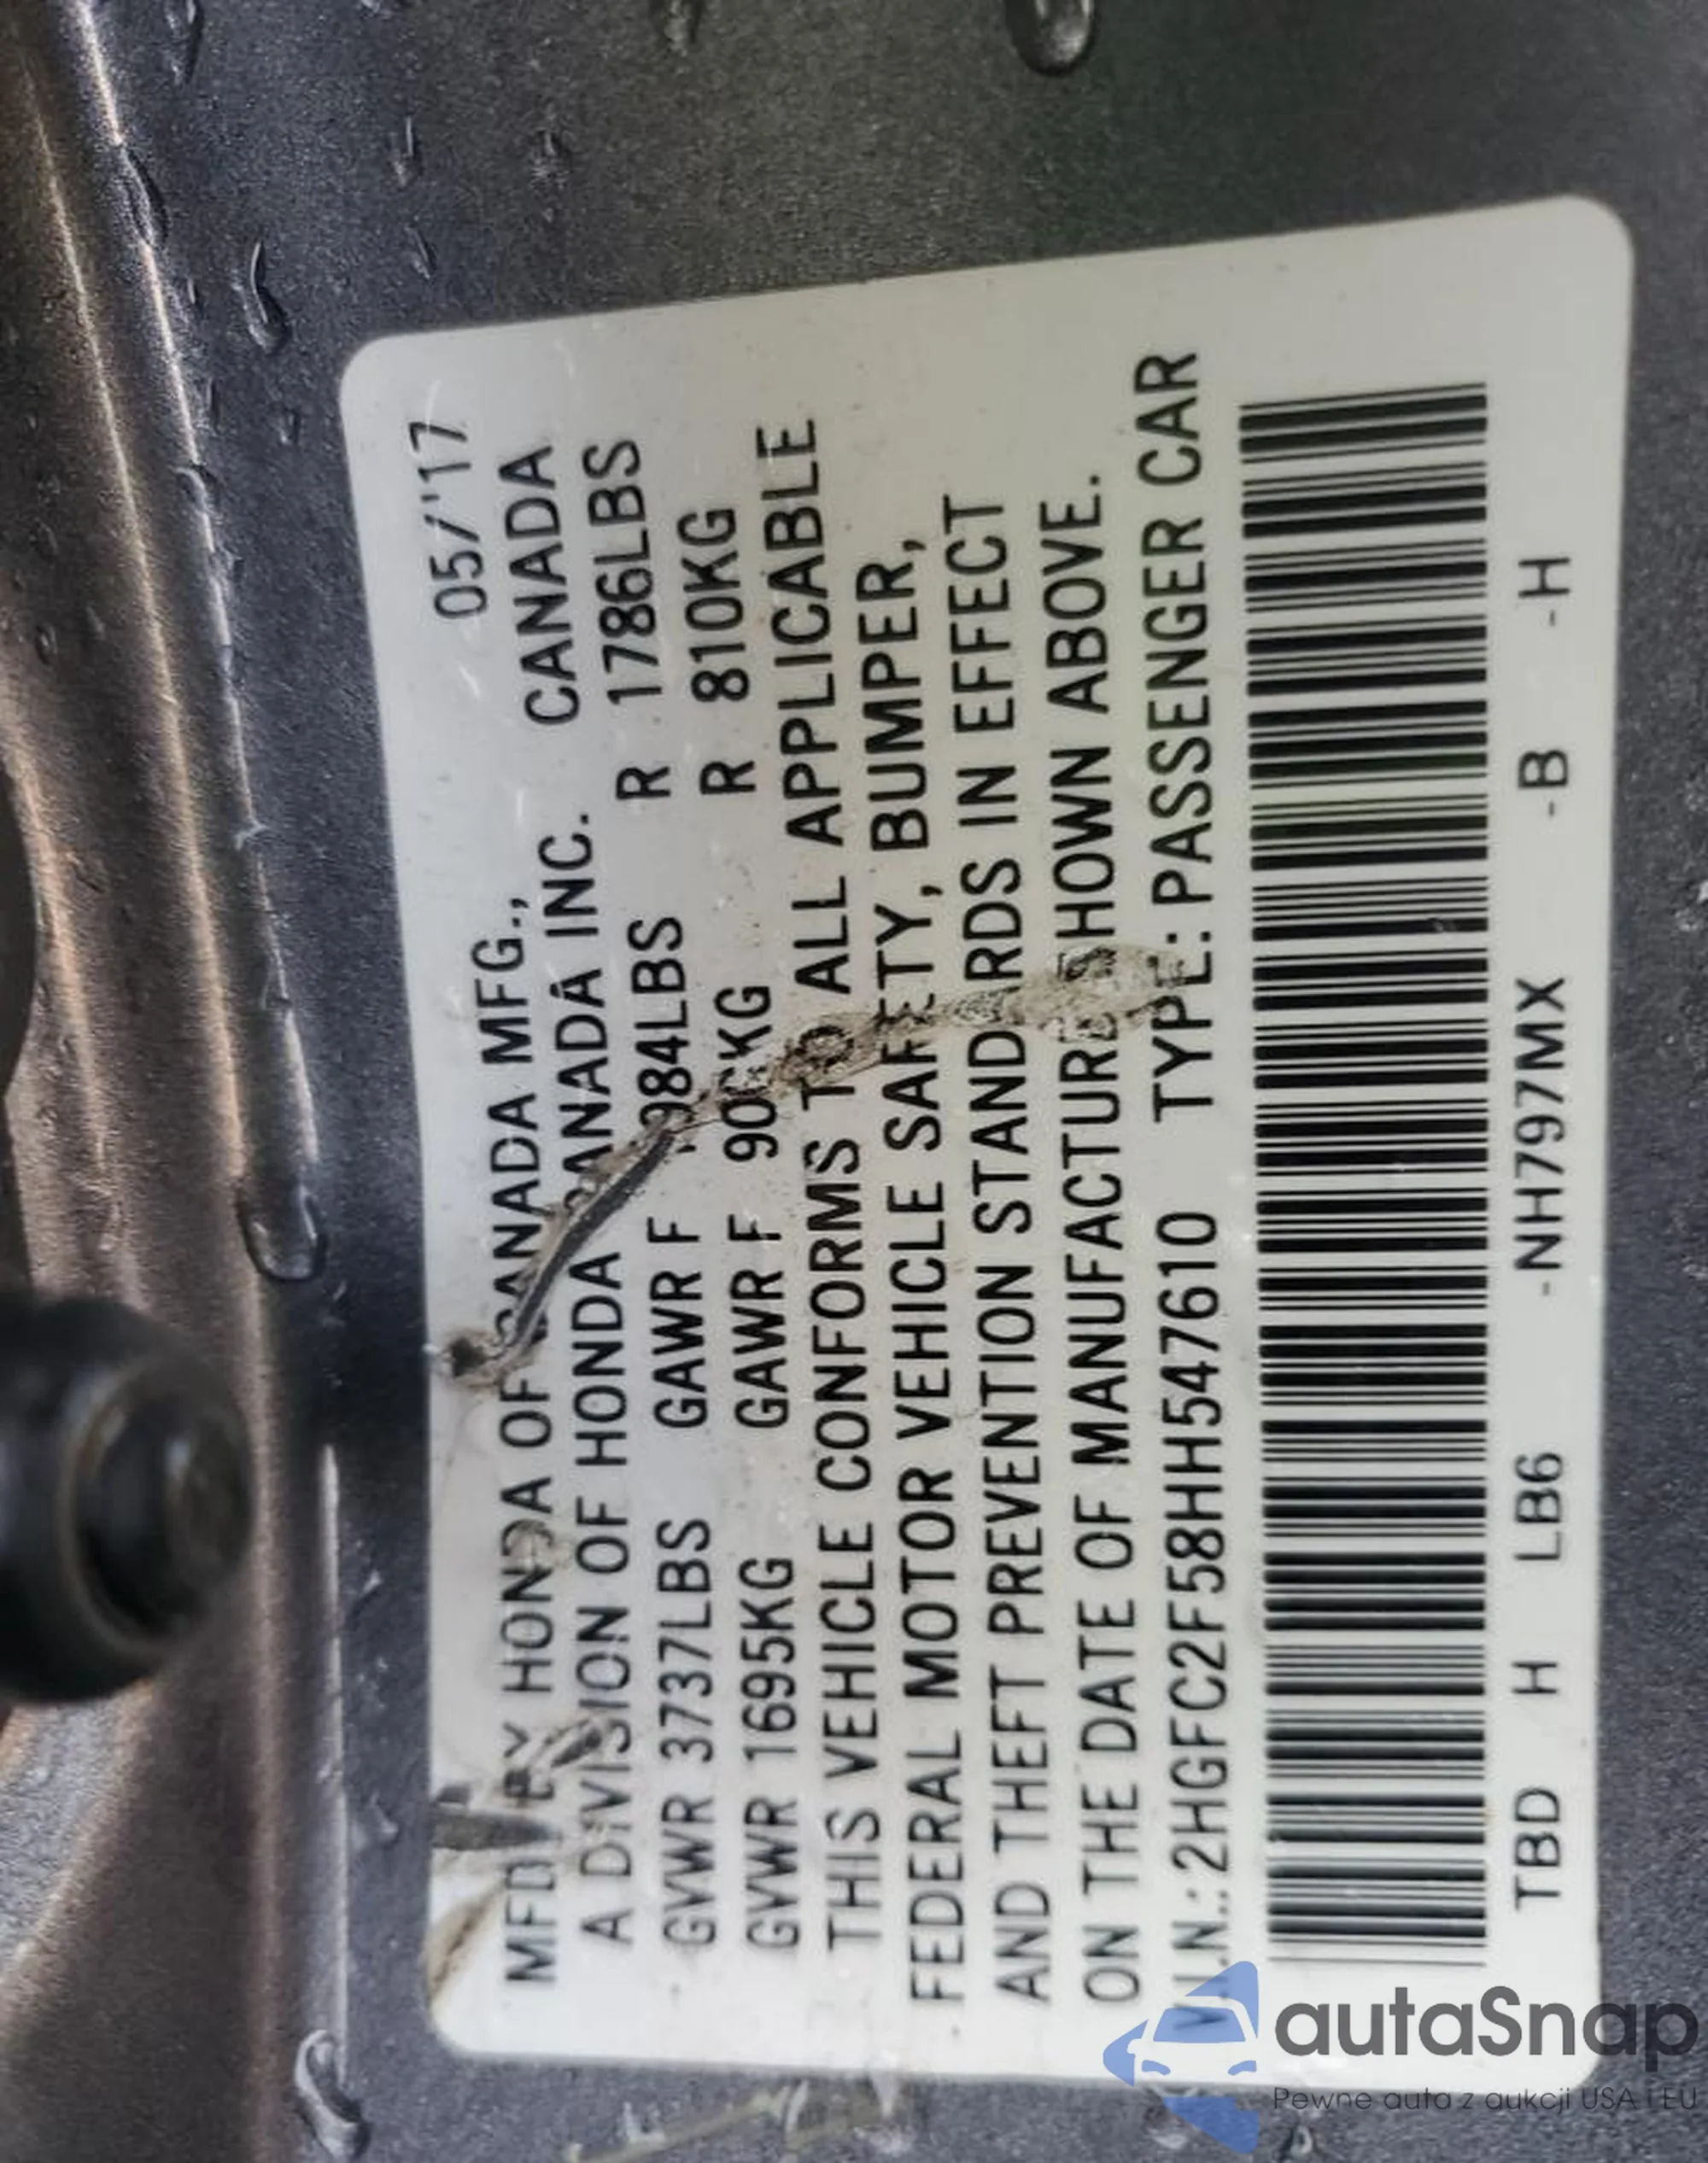 05/'17
MFD BY HONDA OF CANADA MFG., CANADA
A DIVISION OF HONDA CANADA INC.
GVWR 3737LBS GAWR F R 1786LBS
GVWR 1695KG GAWR F R 810KG
THIS VEHICLE CONFORMS TO ALL APPLICABLE
FEDERAL MOTOR VEHICLE SAFETY, BUMPER,
AND THEFT PREVENTION STANDARDS IN EFFECT
ON THE DATE OF MANUFACTURE SHOWN ABOVE.
V.I.N.: 2HGFC2F58HH547610 TYPE: PASSENGER CAR
TBD H LB6 -NH797MX -B -H
autaSnap
Pewne auta z aukcji USA i EU